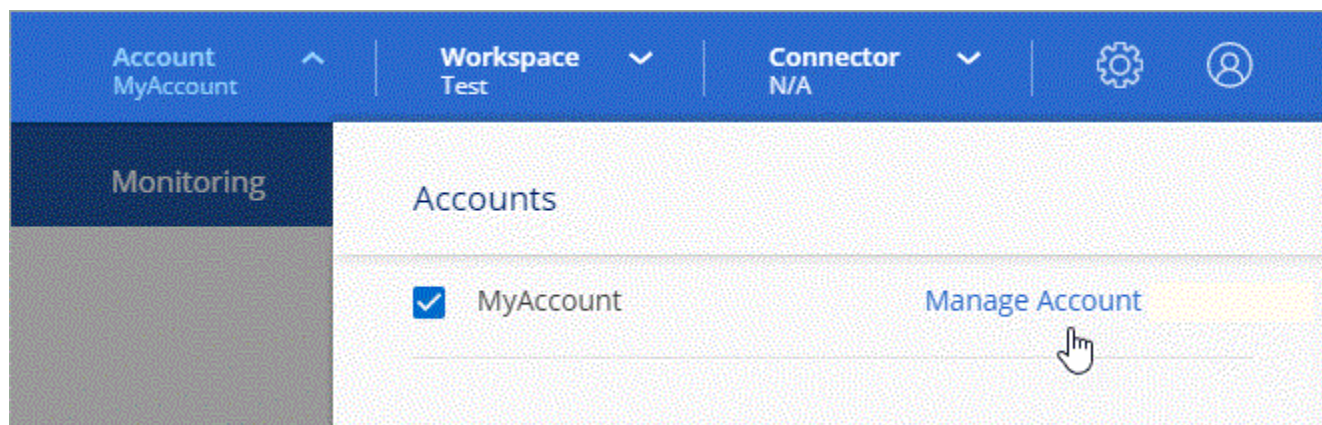 Account
MyAccount
Workspace
Test
Connector
N/A
Monitoring
Accounts
MyAccount
Manage Account